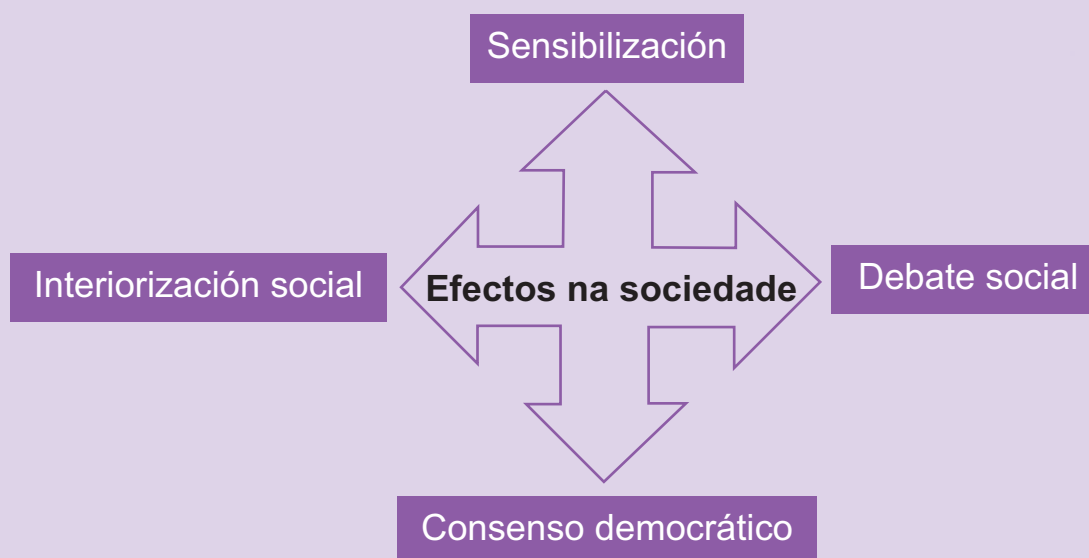 Sensibilización
Interiorización social
Efectos na sociedade
Debate social
Consenso democrático